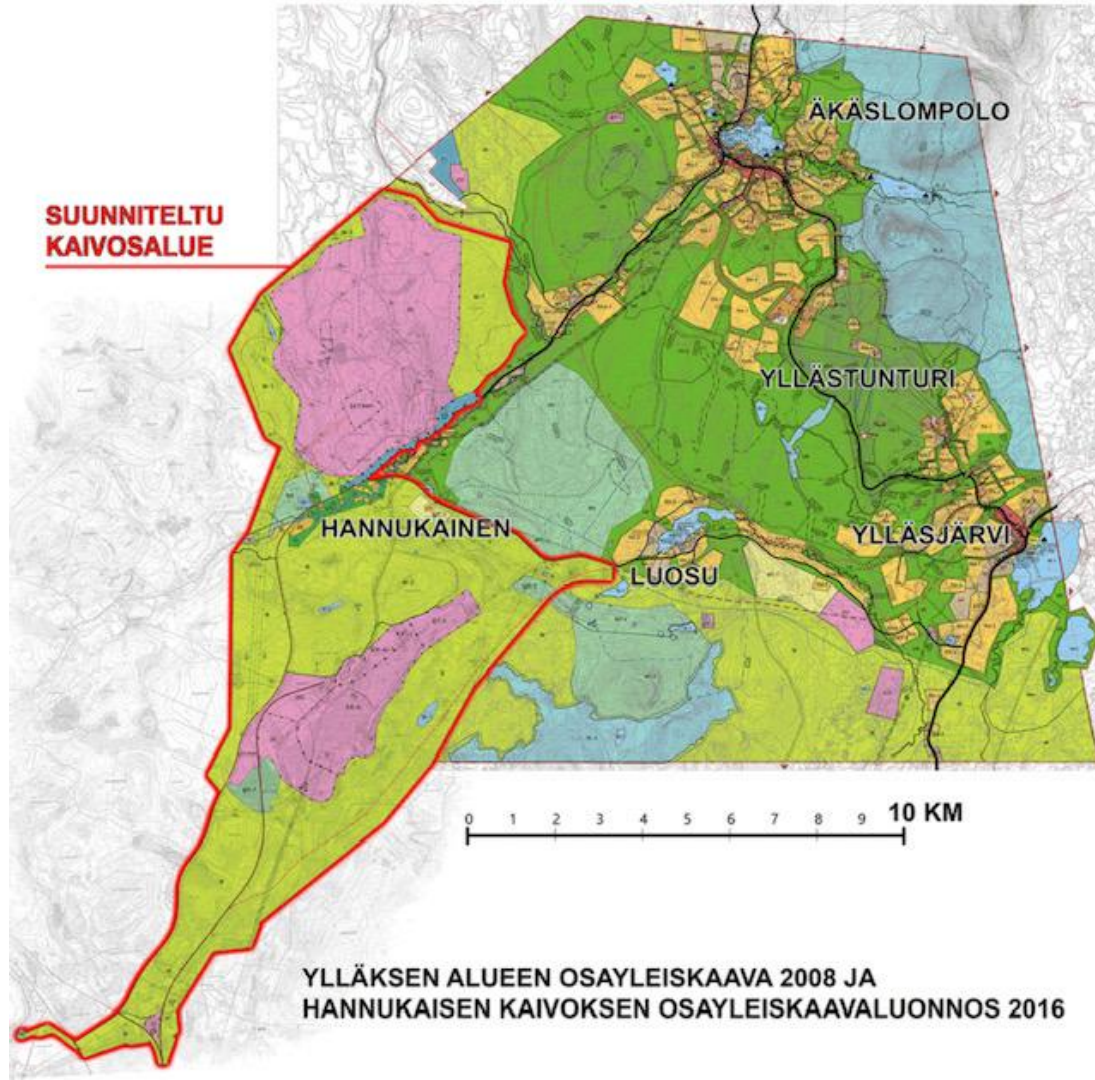 ÄKÄSLOMPOLO
SUUNNITELTU
KAIVOSALUE
YLLÄSTUNTURI
HANNUKAINEN
YLLÄSJÄRVI
LUOSU
0 1 2 3 4 5 6 7 8 9 10 KM
YLLÄKSEN ALUEEN OSAYLEISKAAVA 2008 JA
HANNUKAISEN KAIVOKSEN OSAYLEISKAAVALUONNOS 2016